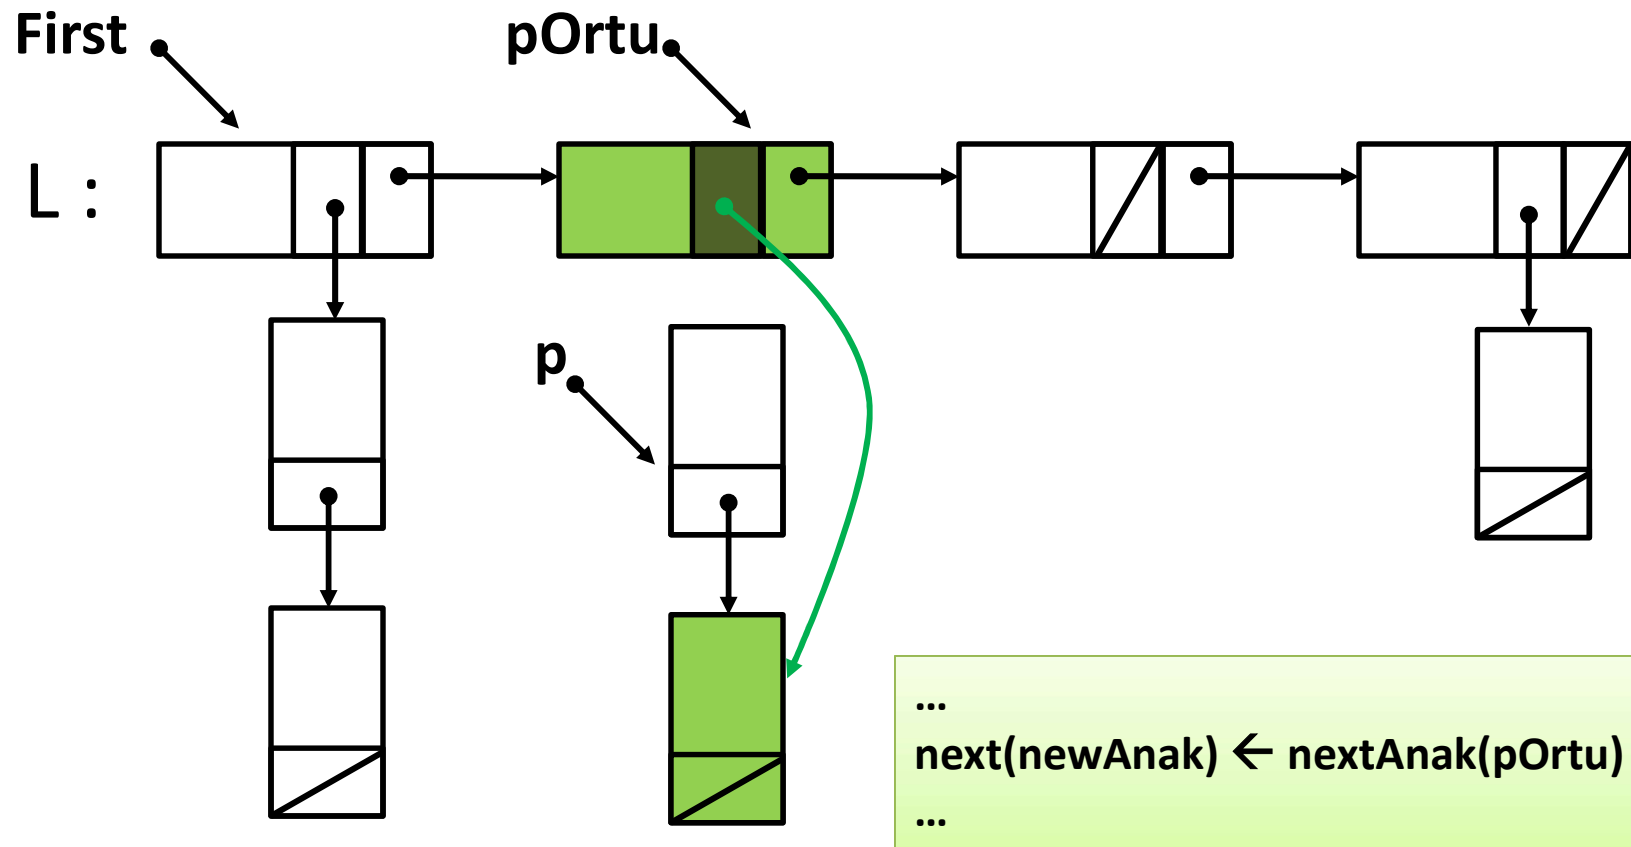 First
pOrtu
L :
p
...
next(newAnak) ← nextAnak(pOrtu)
...